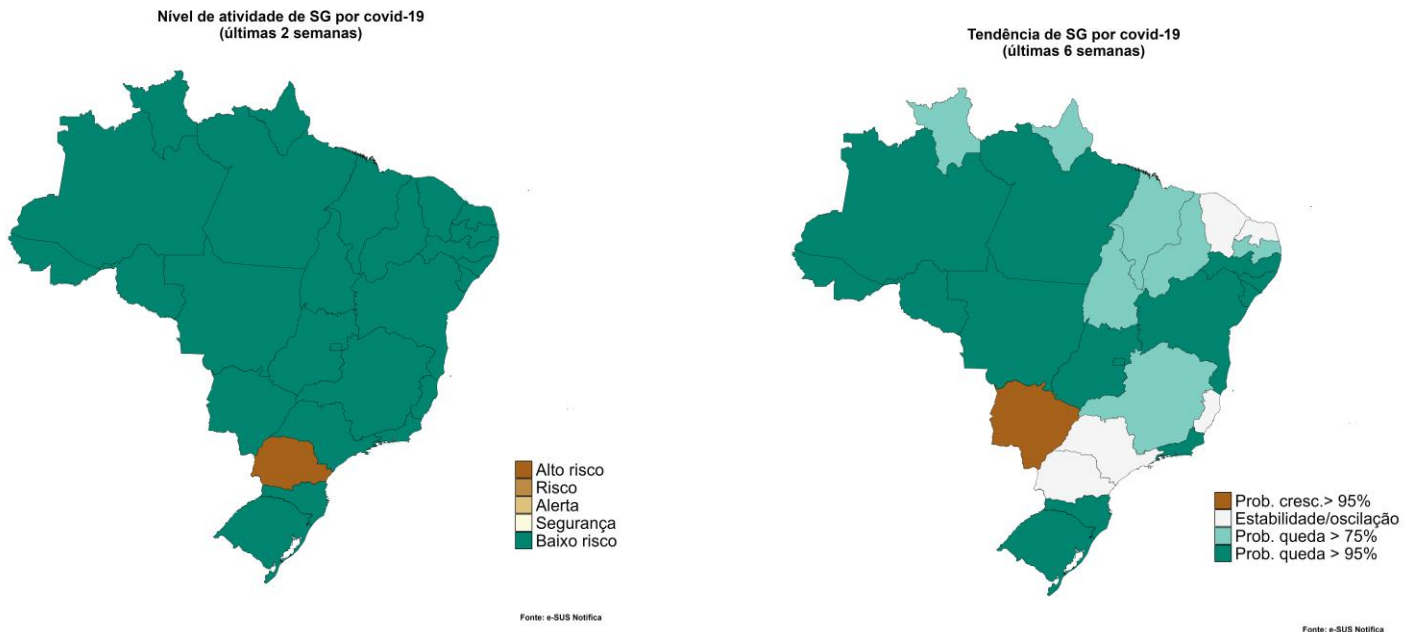 Nível de atividade de SG por covid-19
(últimas 2 semanas)
Alto risco
Risco
Alerta
Segurança
Baixo risco
Fonte: e-SUS Notifica
Tendência de SG por covid-19
(últimas 6 semanas)
Prob. cresc.> 95%
Estabilidade/oscilação
Prob. queda > 75%
Prob. queda > 95%
Fonte: e-SUS Notifica